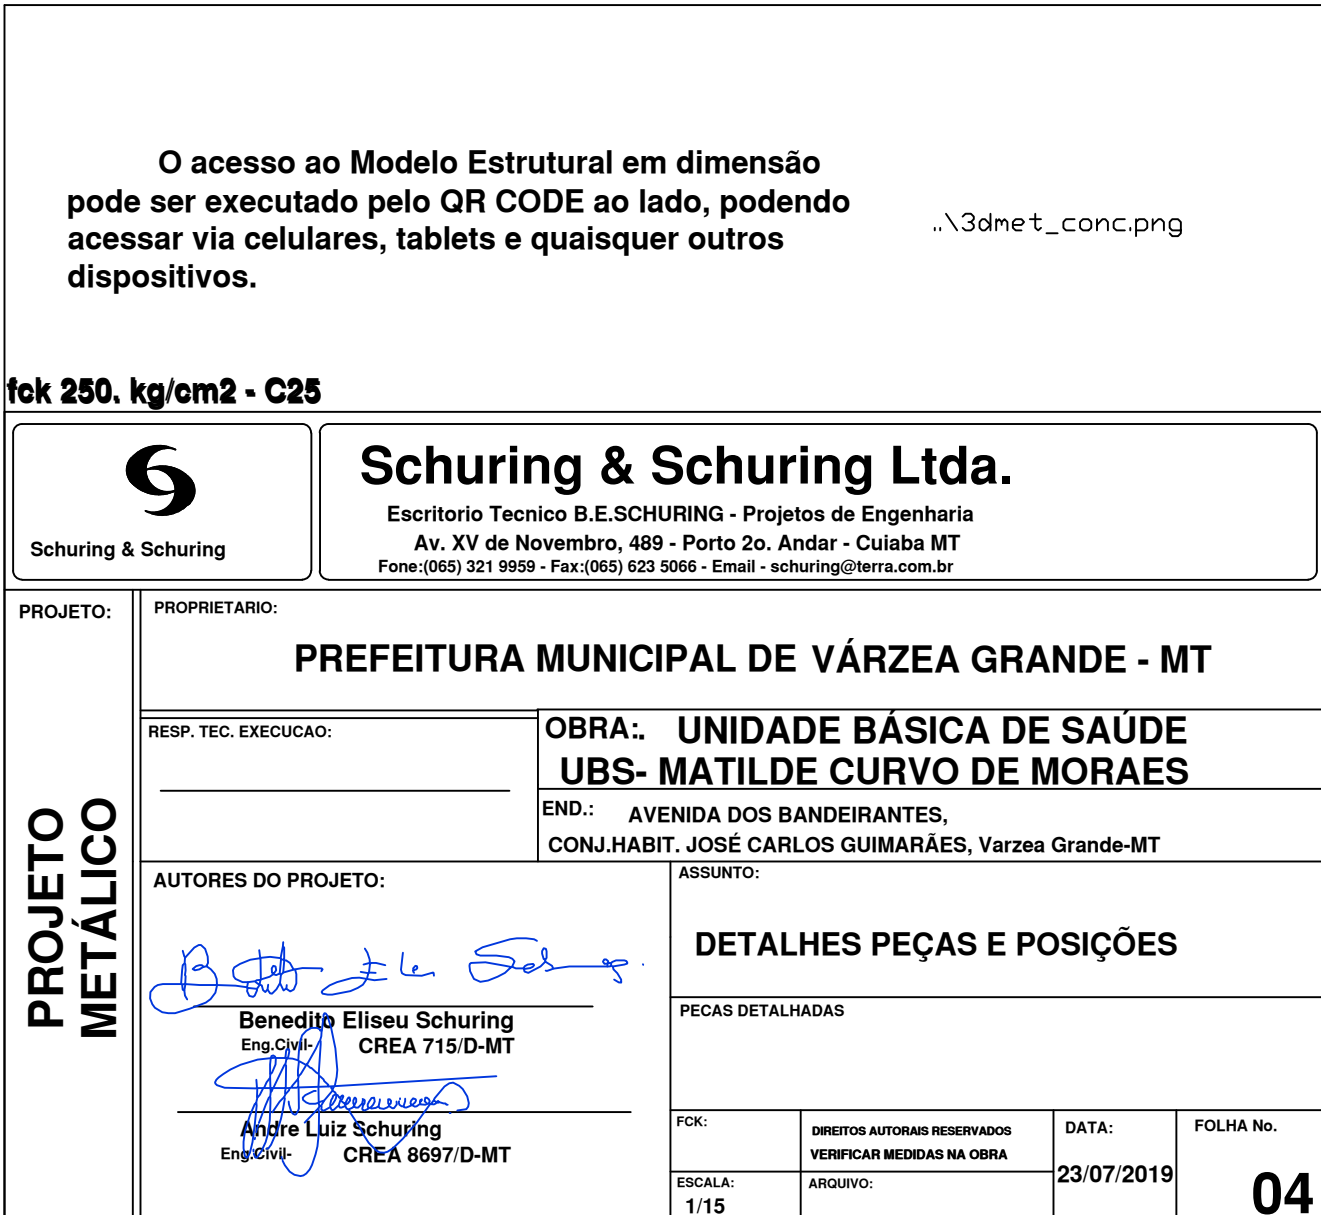 O acesso ao Modelo Estrutural em dimensão
pode ser executado pelo QR CODE ao lado, podendo
acessar via celulares, tablets e quaisquer outros
dispositivos.
..\3dmet_conc.png
fck 250. kg/cm2 - C25
Schuring & Schuring
Schuring & Schuring Ltda.
Escritorio Tecnico B.E.SCHURING - Projetos de Engenharia
Av. XV de Novembro, 489 - Porto 2o. Andar - Cuiaba MT
Fone:(065) 321 9959 - Fax:(065) 623 5066 - Email - schuring@terra.com.br
PROJETO:
PROJETO
METÁLICO
PROPRIETARIO:
PREFEITURA MUNICIPAL DE VÁRZEA GRANDE - MT
RESP. TEC. EXECUCAO:
OBRA:. UNIDADE BÁSICA DE SAÚDE
UBS- MATILDE CURVO DE MORAES
END.: AVENIDA DOS BANDEIRANTES,
CONJ.HABIT. JOSÉ CARLOS GUIMARÃES, Varzea Grande-MT
AUTORES DO PROJETO:
Benedito Eliseu Schuring
Eng.Civil- CREA 715/D-MT
Andre Luiz Schuring
Eng.Civil- CREA 8697/D-MT
ASSUNTO:
DETALHES PEÇAS E POSIÇÕES
PECAS DETALHADAS
FCK:
DIREITOS AUTORAIS RESERVADOS
VERIFICAR MEDIDAS NA OBRA
DATA:
23/07/2019
FOLHA No.
04
ESCALA:
1/15
ARQUIVO: